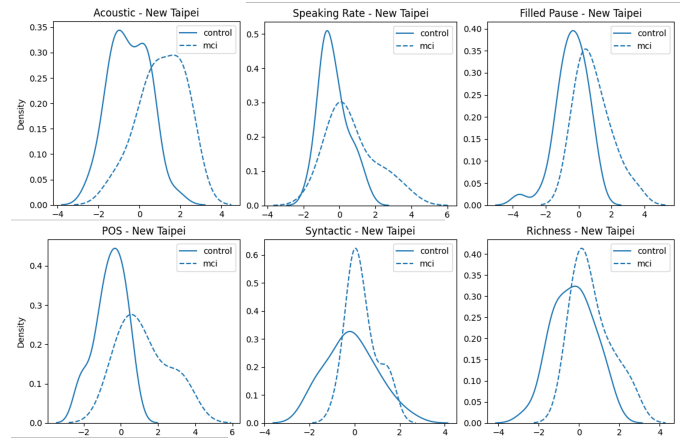 Acoustic - New Taipei
control
mci
Density
0.35
0.30
0.25
0.20
0.15
0.10
0.05
0.00
−4 −2 0 2 4
Speaking Rate - New Taipei
control
mci
0.5
0.4
0.3
0.2
0.1
0.0
−4 −2 0 2 4 6
Filled Pause - New Taipei
control
mci
0.40
0.35
0.30
0.25
0.20
0.15
0.10
0.05
0.00
−4 −2 0 2 4
POS - New Taipei
control
mci
Density
0.4
0.3
0.2
0.1
0.0
−2 0 2 4 6
Syntactic - New Taipei
control
mci
0.6
0.5
0.4
0.3
0.2
0.1
0.0
−4 −2 0 2 4
Richness - New Taipei
control
mci
0.40
0.35
0.30
0.25
0.20
0.15
0.10
0.05
0.00
−4 −2 0 2 4